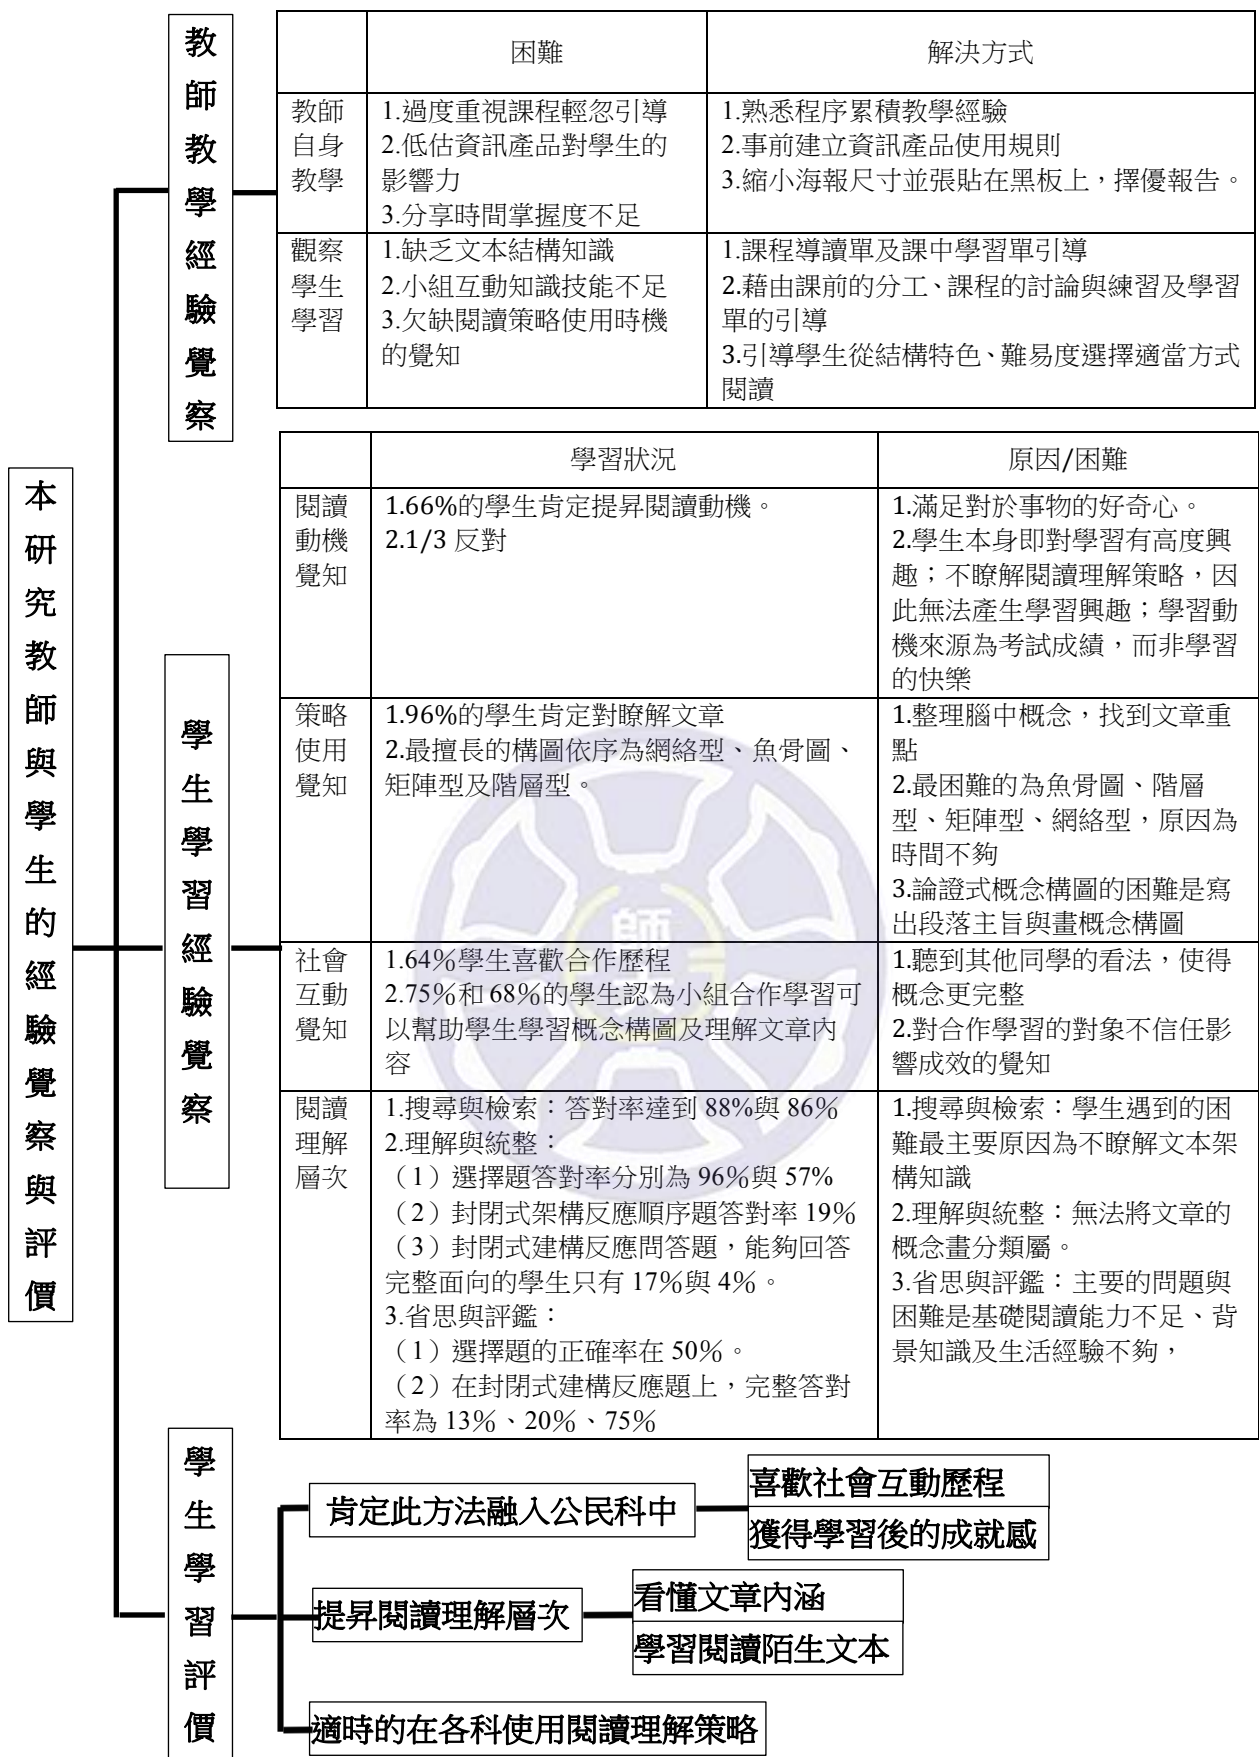 本研究教師與學生的經驗覺察與評價
教師教學經驗覺察
困難
解決方式
教師
自身
教學
1.過度重視課程輕忽引導
2.低估資訊產品對學生的
影響力
3.分享時間掌握度不足
1.熟悉程序累積教學經驗
2.事前建立資訊產品使用規則
3.縮小海報尺寸並張貼在黑板上，擇優報告。
觀察
學生
學習
1.缺乏文本結構知識
2.小組互動知識技能不足
3.欠缺閱讀策略使用時機
的覺知
1.課程導讀單及課中學習單引導
2.藉由課前的分工、課程的討論與練習及學習
單的引導
3.引導學生從結構特色、難易度選擇適當方式
閱讀
學生學習經驗覺察
學習狀況
原因/困難
閱讀
動機
覺知
1.66%的學生肯定提昇閱讀動機。
2.1/3 反對
1.滿足對於事物的好奇心。
2.學生本身即對學習有高度興
趣；不瞭解閱讀理解策略，因
此無法產生學習興趣；學習動
機來源為考試成績，而非學習
的快樂
策略
使用
覺知
1.96%的學生肯定對瞭解文章
2.最擅長的構圖依序為網絡型、魚骨圖、
矩陣型及階層型。
1.整理腦中概念，找到文章重
點
2.最困難的為魚骨圖、階層
型、矩陣型、網絡型，原因為
時間不夠
3.論證式概念構圖的困難是寫
出段落主旨與畫概念構圖
社會
互動
覺知
1.64%學生喜歡合作歷程
2.75%和 68%的學生認為小組合作學習可
以幫助學生學習概念構圖及理解文章內
容
1.聽到其他同學的看法，使得
概念更完整
2.對合作學習的對象不信任影
響成效的覺知
閱讀
理解
層次
1.搜尋與檢索：答對率達到 88%與 86%
2.理解與統整：
（1）選擇題答對率分別為 96%與 57%
（2）封閉式架構反應順序題答對率 19%
（3）封閉式建構反應問答題，能夠回答
完整面向的學生只有 17%與 4%。
3.省思與評鑑：
（1）選擇題的正確率在 50%。
（2）在封閉式建構反應題上，完整答對
率為 13%、20%、75%
1.搜尋與檢索：學生遇到的困
難最主要原因為不瞭解文本架
構知識
2.理解與統整：無法將文章的
概念畫分類屬。
3.省思與評鑑：主要的問題與
困難是基礎閱讀能力不足、背
景知識及生活經驗不夠，
學生學習評價
肯定此方法融入公民科中
喜歡社會互動歷程
獲得學習後的成就感
提昇閱讀理解層次
看懂文章內涵
學習閱讀陌生文本
適時的在各科使用閱讀理解策略
師大